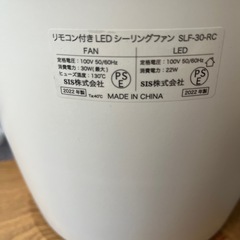 リモコン付き LED シーリングファン SLF-30-RC
FAN
定格電圧：100V 50/60Hz
消費電力：30W(最大)
ヒューズ温度：130℃
SIS株式会社
2022年製
Ta:40℃
PSE
LED
定格電圧：100V 50/60Hz
消費電力：22W
SIS株式会社
2022年製
PSE
MADE IN CHINA